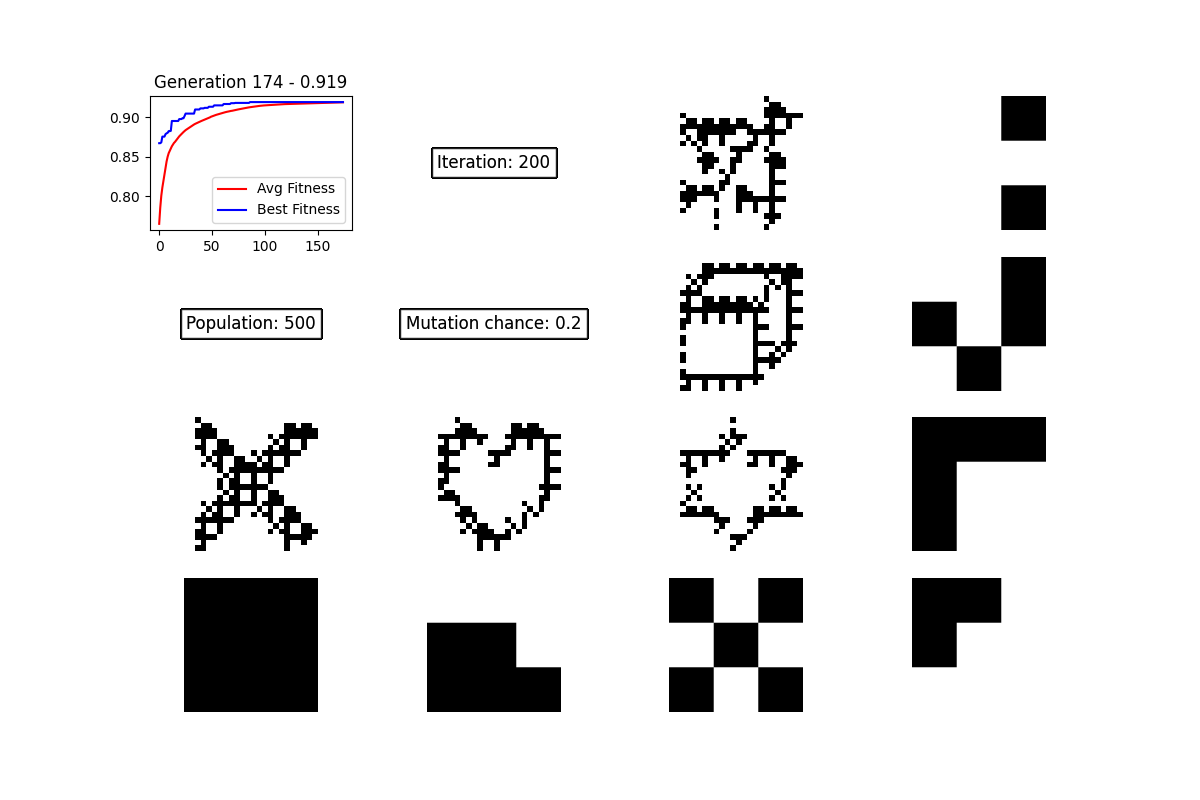 Generation 174 - 0.919
0.90
0.85
0.80
Avg Fitness
Best Fitness
0 50 100 150
Iteration: 200
Population: 500
Mutation chance: 0.2